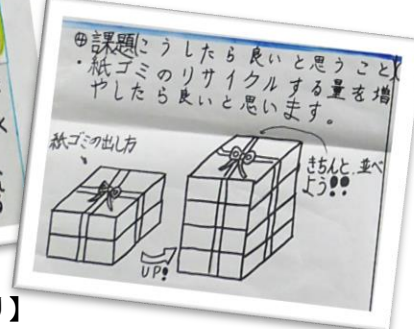 ④課題こうしたら良いと思うこと
・紙ゴミのリサイクルする量を増
やしたら良いと思います。
紙ゴミの出し方
きちんと、並べ
よう!!
UP!
】